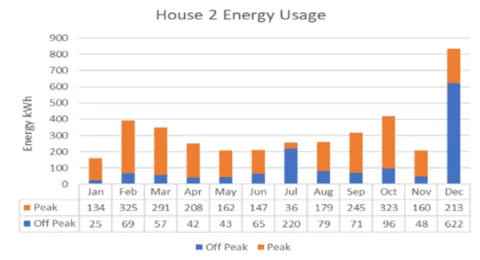 House 2 Energy Usage
900
800
700
600
500
400
300
200
100
0
Energy kWh
Jan Feb Mar Apr May Jun Jul Aug Sep Oct Nov Dec
Peak 134 325 291 208 162 147 36 179 245 323 160 213
Off Peak 25 69 57 42 43 65 220 79 71 96 48 622
Off Peak Peak